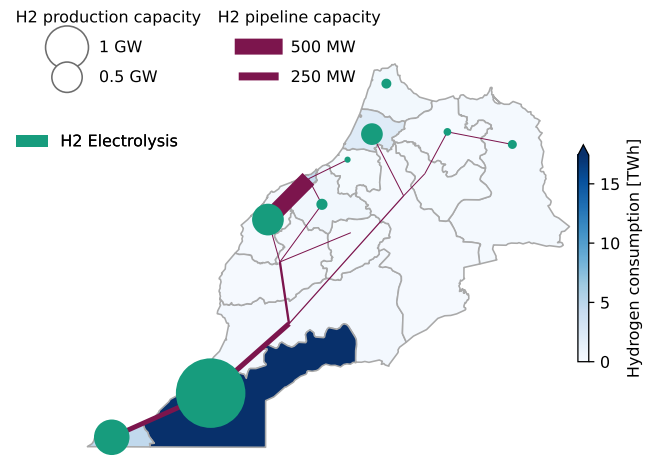 H2 production capacity
1 GW
0.5 GW
H2 pipeline capacity
500 MW
250 MW
H2 Electrolysis
Hydrogen consumption [TWh]
15
10
5
0